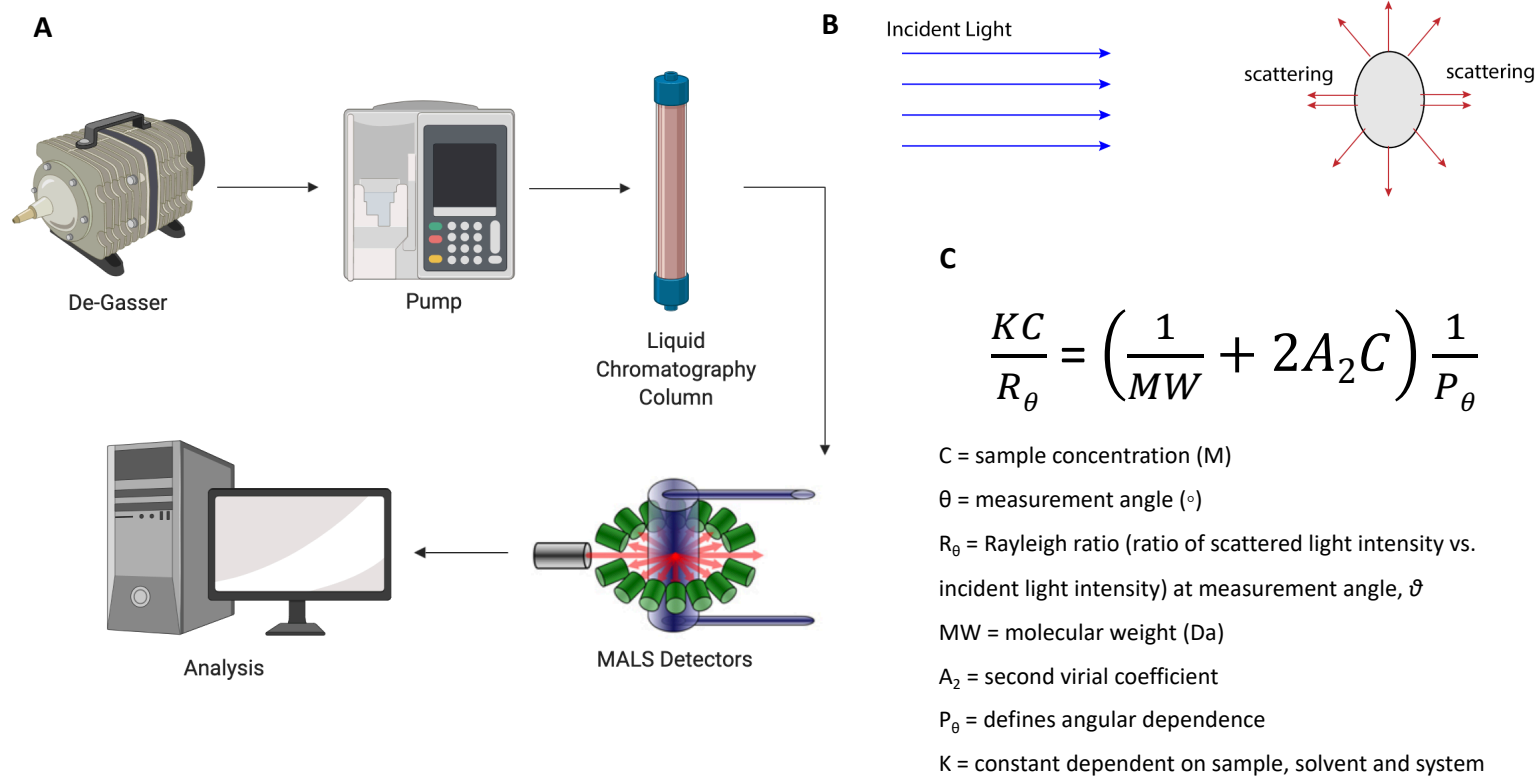 A
De-Gasser
Pump
Liquid
Chromatography
Column
Analysis
MALS Detectors
B
Incident Light
scattering
scattering
C
KC/R_θ = (1/MW + 2A₂C) 1/P_θ
C = sample concentration (M)
θ = measurement angle (◦)
R_θ = Rayleigh ratio (ratio of scattered light intensity vs.
incident light intensity) at measurement angle, 𝜗
MW = molecular weight (Da)
A₂ = second virial coefficient
P_θ = defines angular dependence
K = constant dependent on sample, solvent and system